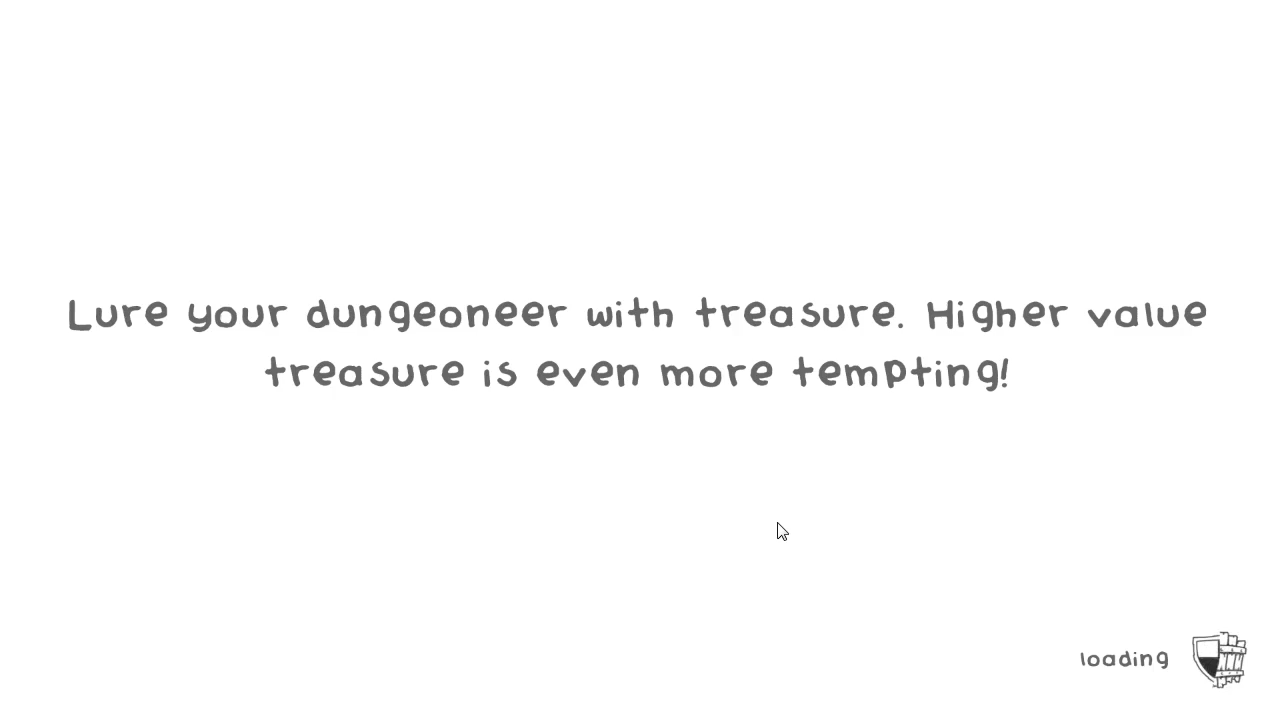 Lure your dungeoneer with treasure. Higher value
treasure is even more tempting!
loading